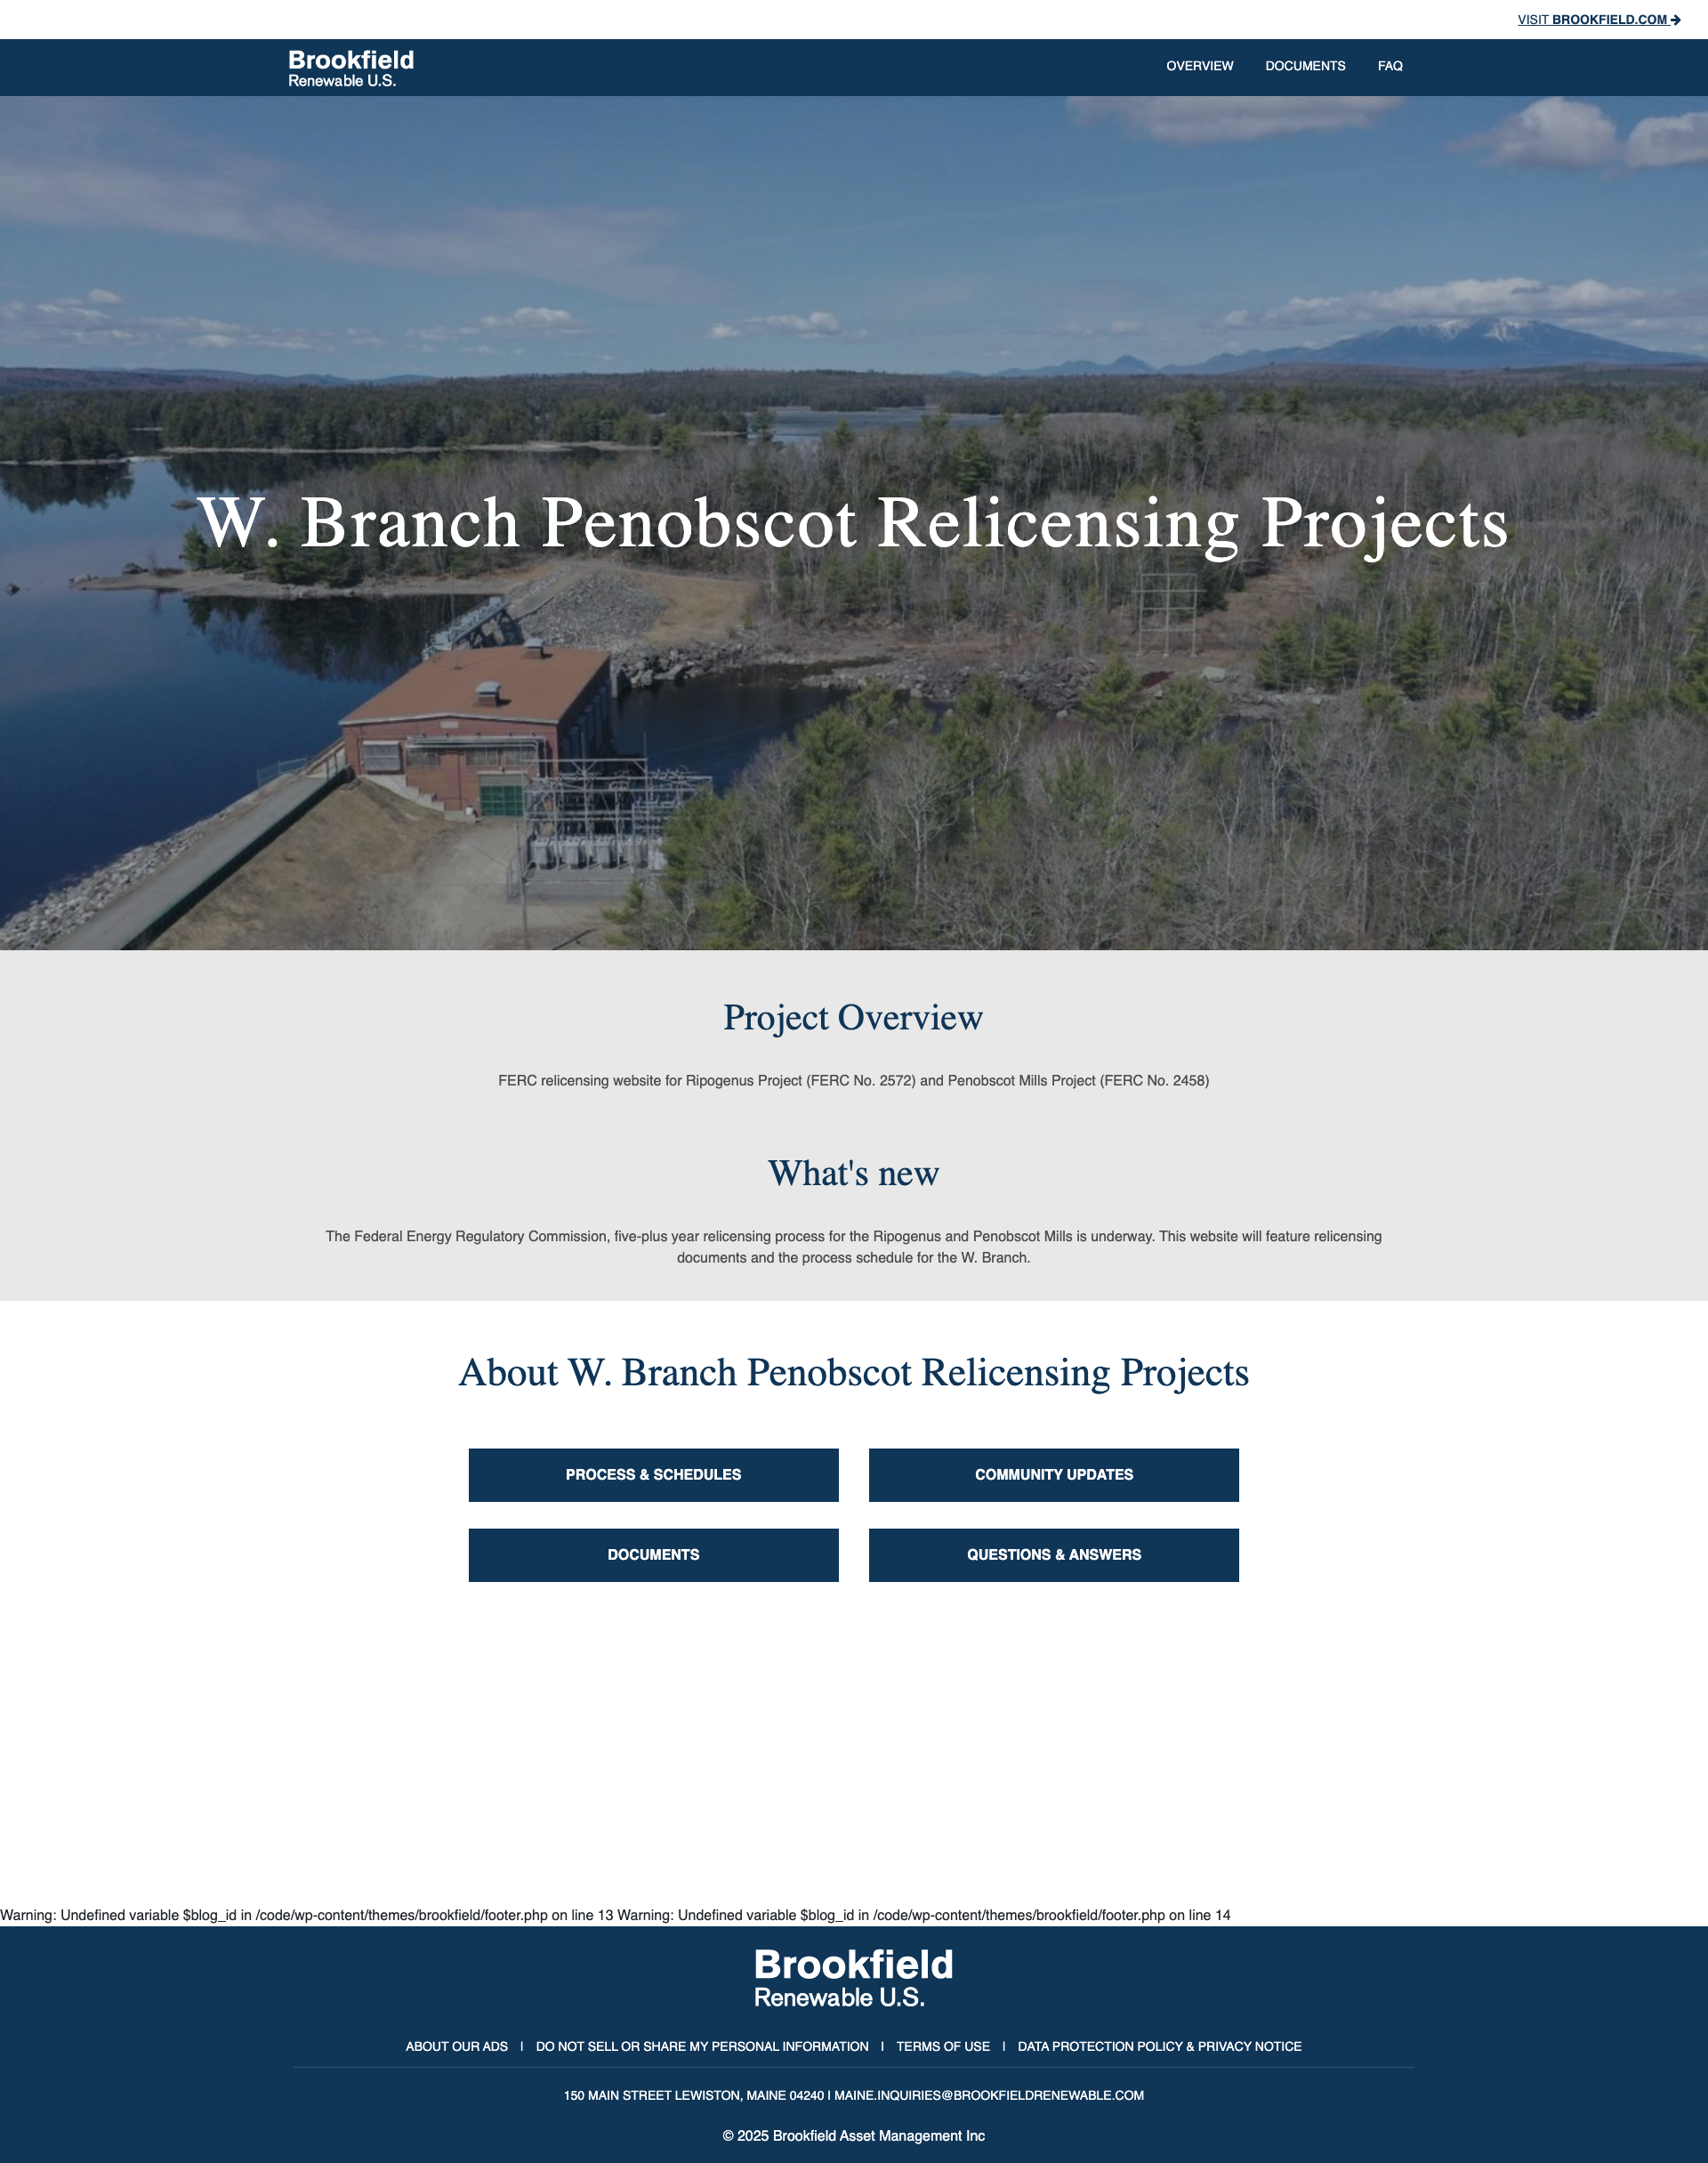 VISIT BROOKFIELD.COM
Brookfield
Renewable U.S.
OVERVIEW DOCUMENTS FAQ
W. Branch Penobscot Relicensing Projects
Project Overview
FERC relicensing website for Ripogenus Project (FERC No. 2572) and Penobscot Mills Project (FERC No. 2458)
What's new
The Federal Energy Regulatory Commission, five-plus year relicensing process for the Ripogenus and Penobscot Mills is underway. This website will feature relicensing
documents and the process schedule for the W. Branch.
About W. Branch Penobscot Relicensing Projects
PROCESS & SCHEDULES COMMUNITY UPDATES
DOCUMENTS QUESTIONS & ANSWERS
Warning: Undefined variable $blog_id in /code/wp-content/themes/brookfield/footer.php on line 13 Warning: Undefined variable $blog_id in /code/wp-content/themes/brookfield/footer.php on line 14
Brookfield
Renewable U.S.
ABOUT OUR ADS | DO NOT SELL OR SHARE MY PERSONAL INFORMATION | TERMS OF USE | DATA PROTECTION POLICY & PRIVACY NOTICE
150 MAIN STREET LEWISTON, MAINE 04240 | MAINE.INQUIRIES@BROOKFIELDRENEWABLE.COM
© 2025 Brookfield Asset Management Inc